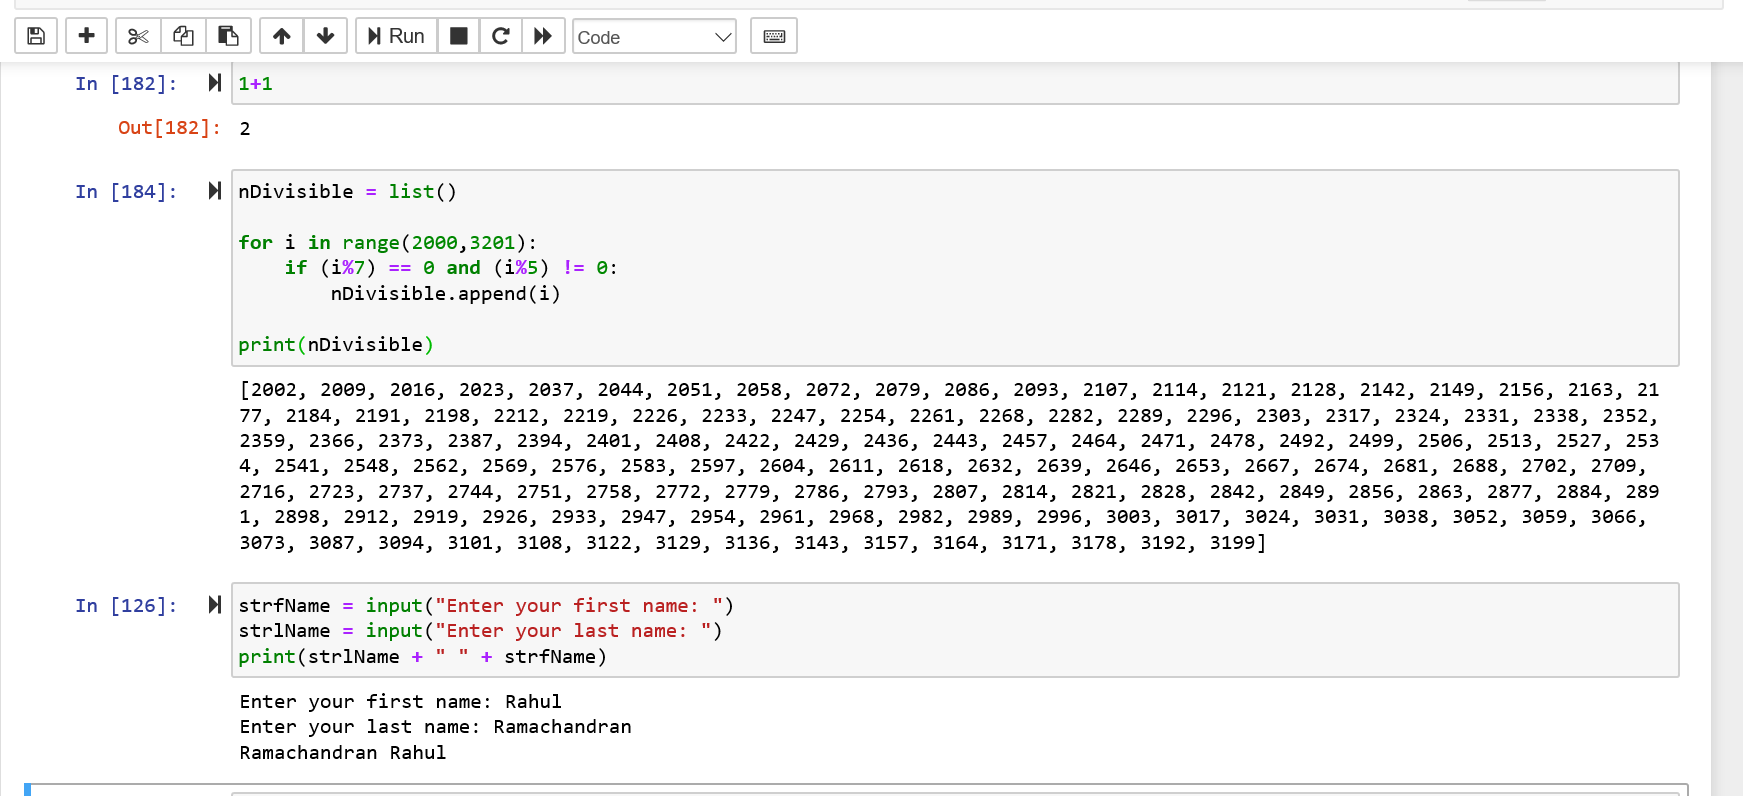 Run
Code
In [182]:
1+1
Out[182]:
2
In [184]:
nDivisible = list()
for i in range(2000,3201):
    if (i%7) == 0 and (i%5) != 0:
        nDivisible.append(i)
print(nDivisible)
[2002, 2009, 2016, 2023, 2037, 2044, 2051, 2058, 2072, 2079, 2086, 2093, 2107, 2114, 2121, 2128, 2142, 2149, 2156, 2163, 21
77, 2184, 2191, 2198, 2212, 2219, 2226, 2233, 2247, 2254, 2261, 2268, 2282, 2289, 2296, 2303, 2317, 2324, 2331, 2338, 2352,
2359, 2366, 2373, 2387, 2394, 2401, 2408, 2422, 2429, 2436, 2443, 2457, 2464, 2471, 2478, 2492, 2499, 2506, 2513, 2527, 253
4, 2541, 2548, 2562, 2569, 2576, 2583, 2597, 2604, 2611, 2618, 2632, 2639, 2646, 2653, 2667, 2674, 2681, 2688, 2702, 2709,
2716, 2723, 2737, 2744, 2751, 2758, 2772, 2779, 2786, 2793, 2807, 2814, 2821, 2828, 2842, 2849, 2856, 2863, 2877, 2884, 289
1, 2898, 2912, 2919, 2926, 2933, 2947, 2954, 2961, 2968, 2982, 2989, 2996, 3003, 3017, 3024, 3031, 3038, 3052, 3059, 3066,
3073, 3087, 3094, 3101, 3108, 3122, 3129, 3136, 3143, 3157, 3164, 3171, 3178, 3192, 3199]
In [126]:
strfName = input("Enter your first name: ")
strlName = input("Enter your last name: ")
print(strlName + " " + strfName)
Enter your first name: Rahul
Enter your last name: Ramachandran
Ramachandran Rahul